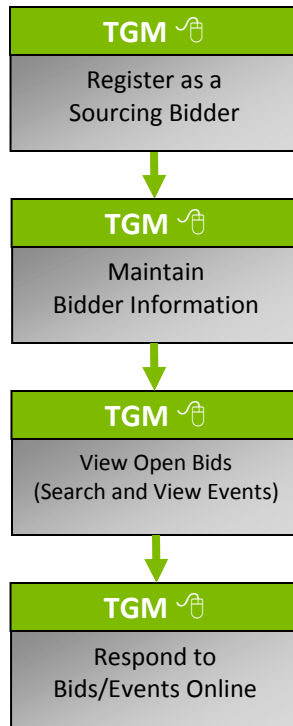 TGM
Register as a
Sourcing Bidder
TGM
Maintain
Bidder Information
TGM
View Open Bids
(Search and View Events)
TGM
Respond to
Bids/Events Online